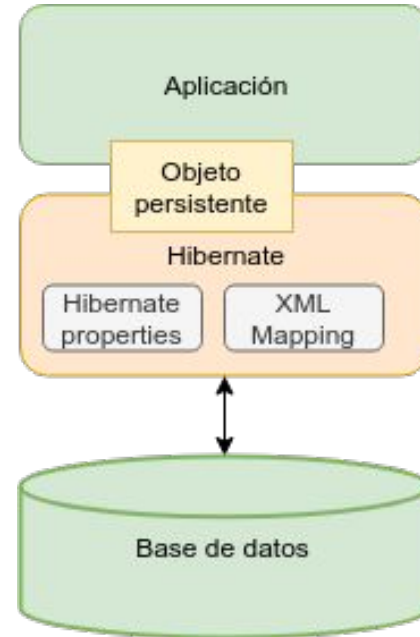 Aplicación
Objeto
persistente
Hibernate
Hibernate
properties
XML
Mapping
Base de datos